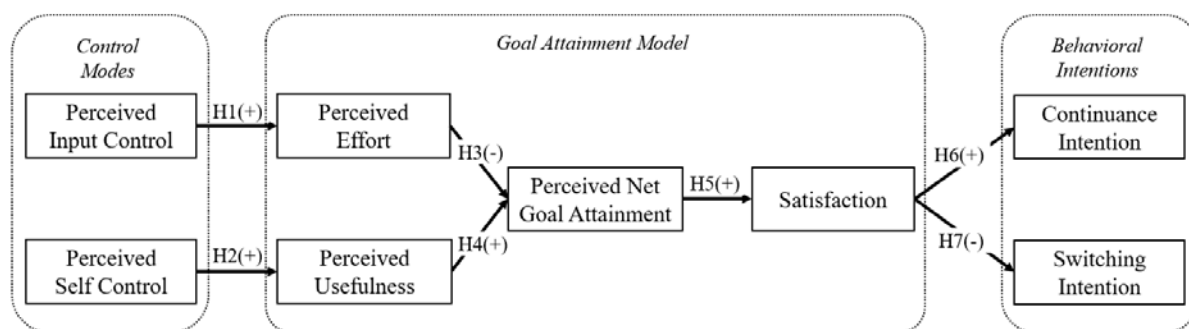 Control
Modes
Goal Attainment Model
Behavioral
Intentions
Perceived
Input Control
H1(+)
Perceived
Effort
H3(-)
Perceived Net
Goal Attainment
H5(+)
Satisfaction
H6(+)
Continuance
Intention
Perceived
Self Control
H2(+)
Perceived
Usefulness
H4(+)
H7(-)
Switching
Intention